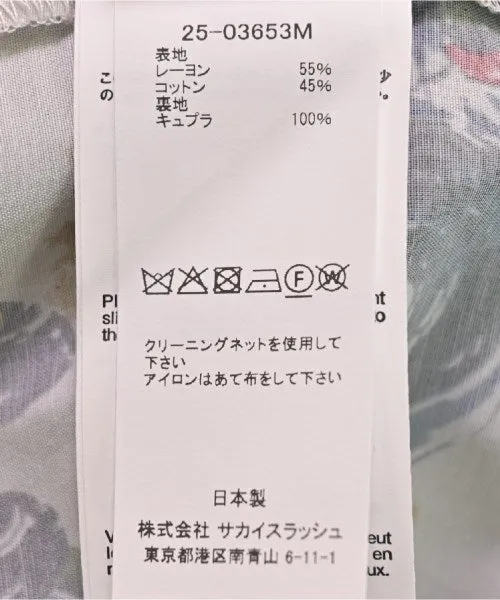 25-03653M
表地
レーヨン 55%
コットン 45%
裏地
キュプラ 100%
F
W
クリーニングネットを使用して
下さい
アイロンはあて布をして下さい
日本製
株式会社 サカイスラッシュ
東京都港区南青山 6-11-1